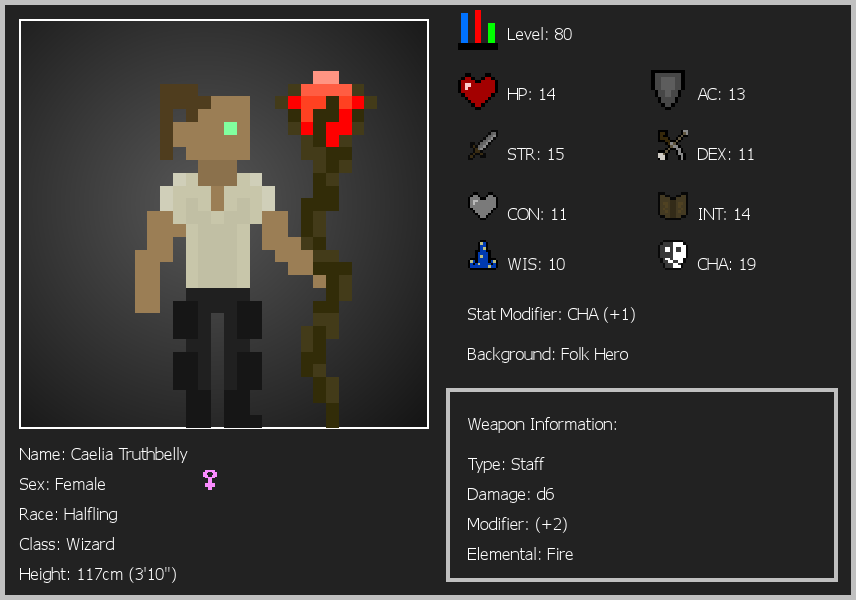 Level: 80
HP: 14
AC: 13
STR: 15
DEX: 11
CON: 11
INT: 14
WIS: 10
CHA: 19
Stat Modifier: CHA (+1)
Background: Folk Hero
Weapon Information:
Type: Staff
Damage: d6
Modifier: (+2)
Elemental: Fire
Name: Caelia Truthbelly
Sex: Female
Race: Halfling
Class: Wizard
Height: 117cm (3'10")